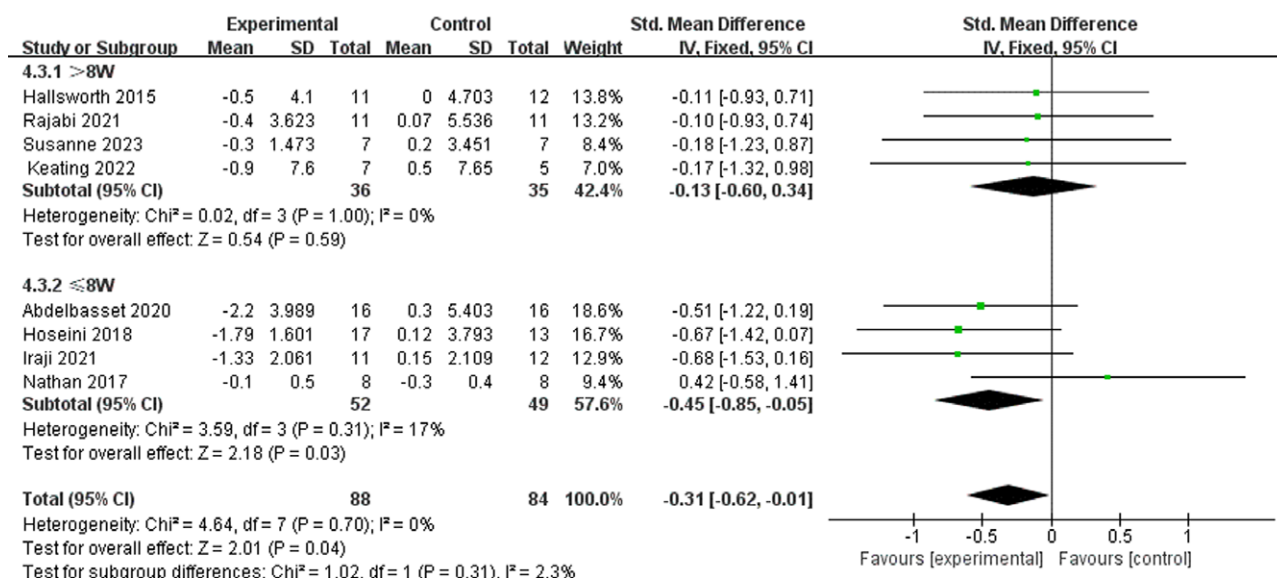 Experimental Control Std. Mean Difference Std. Mean Difference
Study or Subgroup Mean SD Total Mean SD Total Weight IV, Fixed, 95% CI IV, Fixed, 95% CI
4.3.1 >8W
Hallsworth 2015 -0.5 4.1 11 0 4.703 12 13.8% -0.11 [-0.93, 0.71]
Rajabi 2021 -0.4 3.623 11 0.07 5.536 11 13.2% -0.10 [-0.93, 0.74]
Susanne 2023 -0.3 1.473 7 0.2 3.451 7 8.4% -0.18 [-1.23, 0.87]
Keating 2022 -0.9 7.6 7 0.5 7.65 5 7.0% -0.17 [-1.32, 0.98]
Subtotal (95% CI) 36 35 42.4% -0.13 [-0.60, 0.34]
Heterogeneity: Chi² = 0.02, df = 3 (P = 1.00); I² = 0%
Test for overall effect: Z = 0.54 (P = 0.59)
4.3.2 ≤8W
Abdelbasset 2020 -2.2 3.989 16 0.3 5.403 16 18.6% -0.51 [-1.22, 0.19]
Hoseini 2018 -1.79 1.601 17 0.12 3.793 13 16.7% -0.67 [-1.42, 0.07]
Iraji 2021 -1.33 2.061 11 0.15 2.109 12 12.9% -0.68 [-1.53, 0.16]
Nathan 2017 -0.1 0.5 8 -0.3 0.4 8 9.4% 0.42 [-0.58, 1.41]
Subtotal (95% CI) 52 49 57.6% -0.45 [-0.85, -0.05]
Heterogeneity: Chi² = 3.59, df = 3 (P = 0.31); I² = 17%
Test for overall effect: Z = 2.18 (P = 0.03)
Total (95% CI) 88 84 100.0% -0.31 [-0.62, -0.01]
Heterogeneity: Chi² = 4.64, df = 7 (P = 0.70); I² = 0%
Test for overall effect: Z = 2.01 (P = 0.04)
Test for subgroup differences: Chi² = 1.02, df = 1 (P = 0.31), I² = 2.3%
-1 -0.5 0 0.5 1
Favours [experimental] Favours [control]